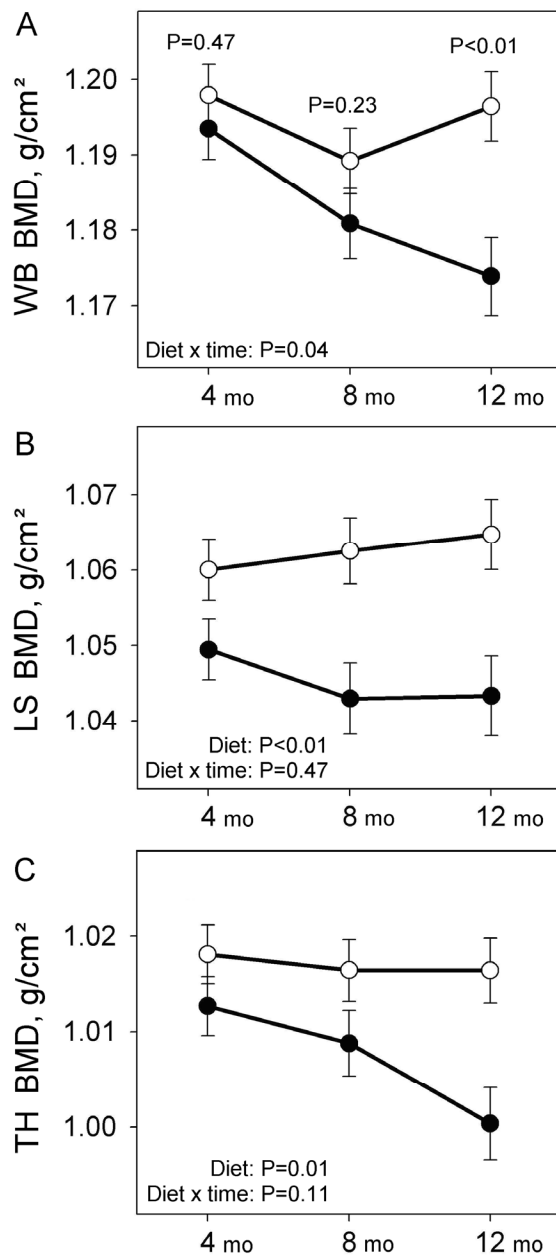 A
P=0.47
P=0.23
P<0.01
1.20
1.19
1.18
1.17
WB BMD, g/cm²
Diet x time: P=0.04
4 mo
8 mo
12 mo
B
1.07
1.06
1.05
1.04
LS BMD, g/cm²
Diet: P<0.01
Diet x time: P=0.47
4 mo
8 mo
12 mo
C
1.02
1.01
1.00
TH BMD, g/cm²
Diet: P=0.01
Diet x time: P=0.11
4 mo
8 mo
12 mo